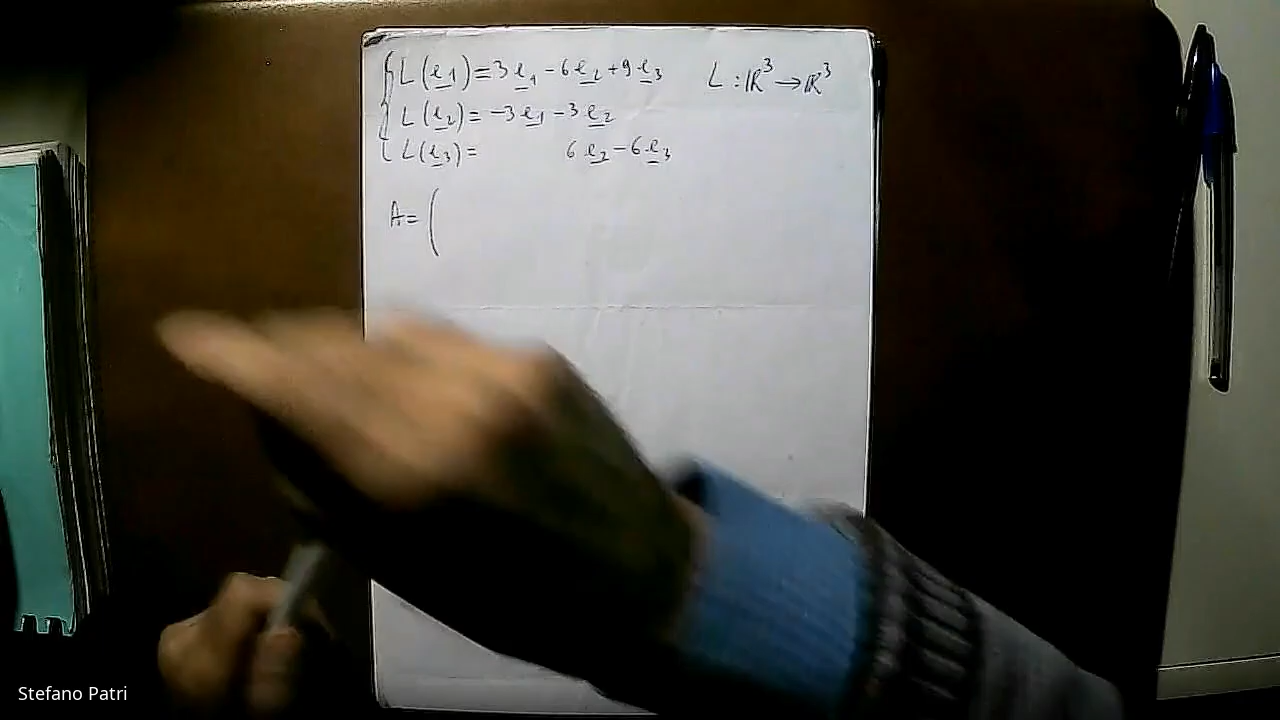 L(e1)=3e1-6e2+9e3 L:ℝ³→ℝ³
L(e2)=-3e1-3e2
L(e3)= 6e2-6e3
A=(
Stefano Patri